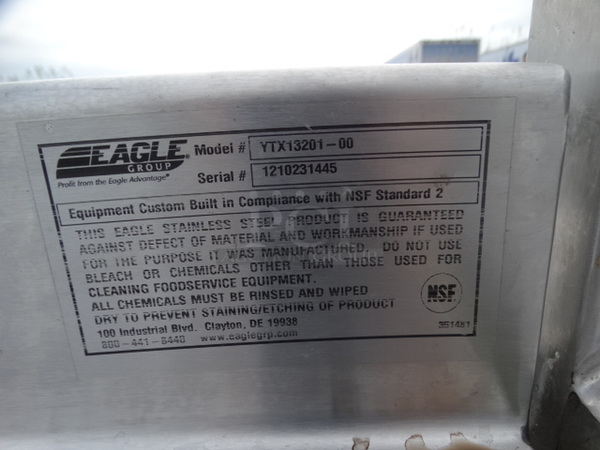 EAGLE
GROUP
Profit from the Eagle Advantage®
Model # YTX13201-00
Serial # 1210231445
Equipment Custom Built in Compliance with NSF Standard 2
THIS EAGLE STAINLESS STEEL PRODUCT IS GUARANTEED
AGAINST DEFECT OF MATERIAL AND WORKMANSHIP IF USED
FOR THE PURPOSE IT WAS MANUFACTURED. DO NOT USE
BLEACH OR CHEMICALS OTHER THAN THOSE USED FOR
CLEANING FOODSERVICE EQUIPMENT.
ALL CHEMICALS MUST BE RINSED AND WIPED
DRY TO PREVENT STAINING/ETCHING OF PRODUCT
100 Industrial Blvd. Clayton, DE 19938
800-441-8440 www.eaglegrp.com
NSF
351461